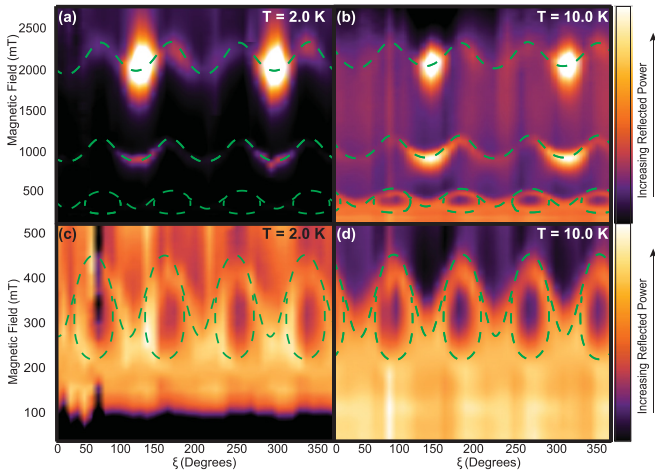 (a) T = 2.0 K
(b) T = 10.0 K
2500
2000
1500
1000
500
Magnetic Field (mT)
Increasing Reflected Power
(c) T = 2.0 K
(d) T = 10.0 K
500
400
300
200
100
Magnetic Field (mT)
Increasing Reflected Power
0 50 100 150 200 250 300 350
0 50 100 150 200 250 300 350
ξ (Degrees)
ξ (Degrees)